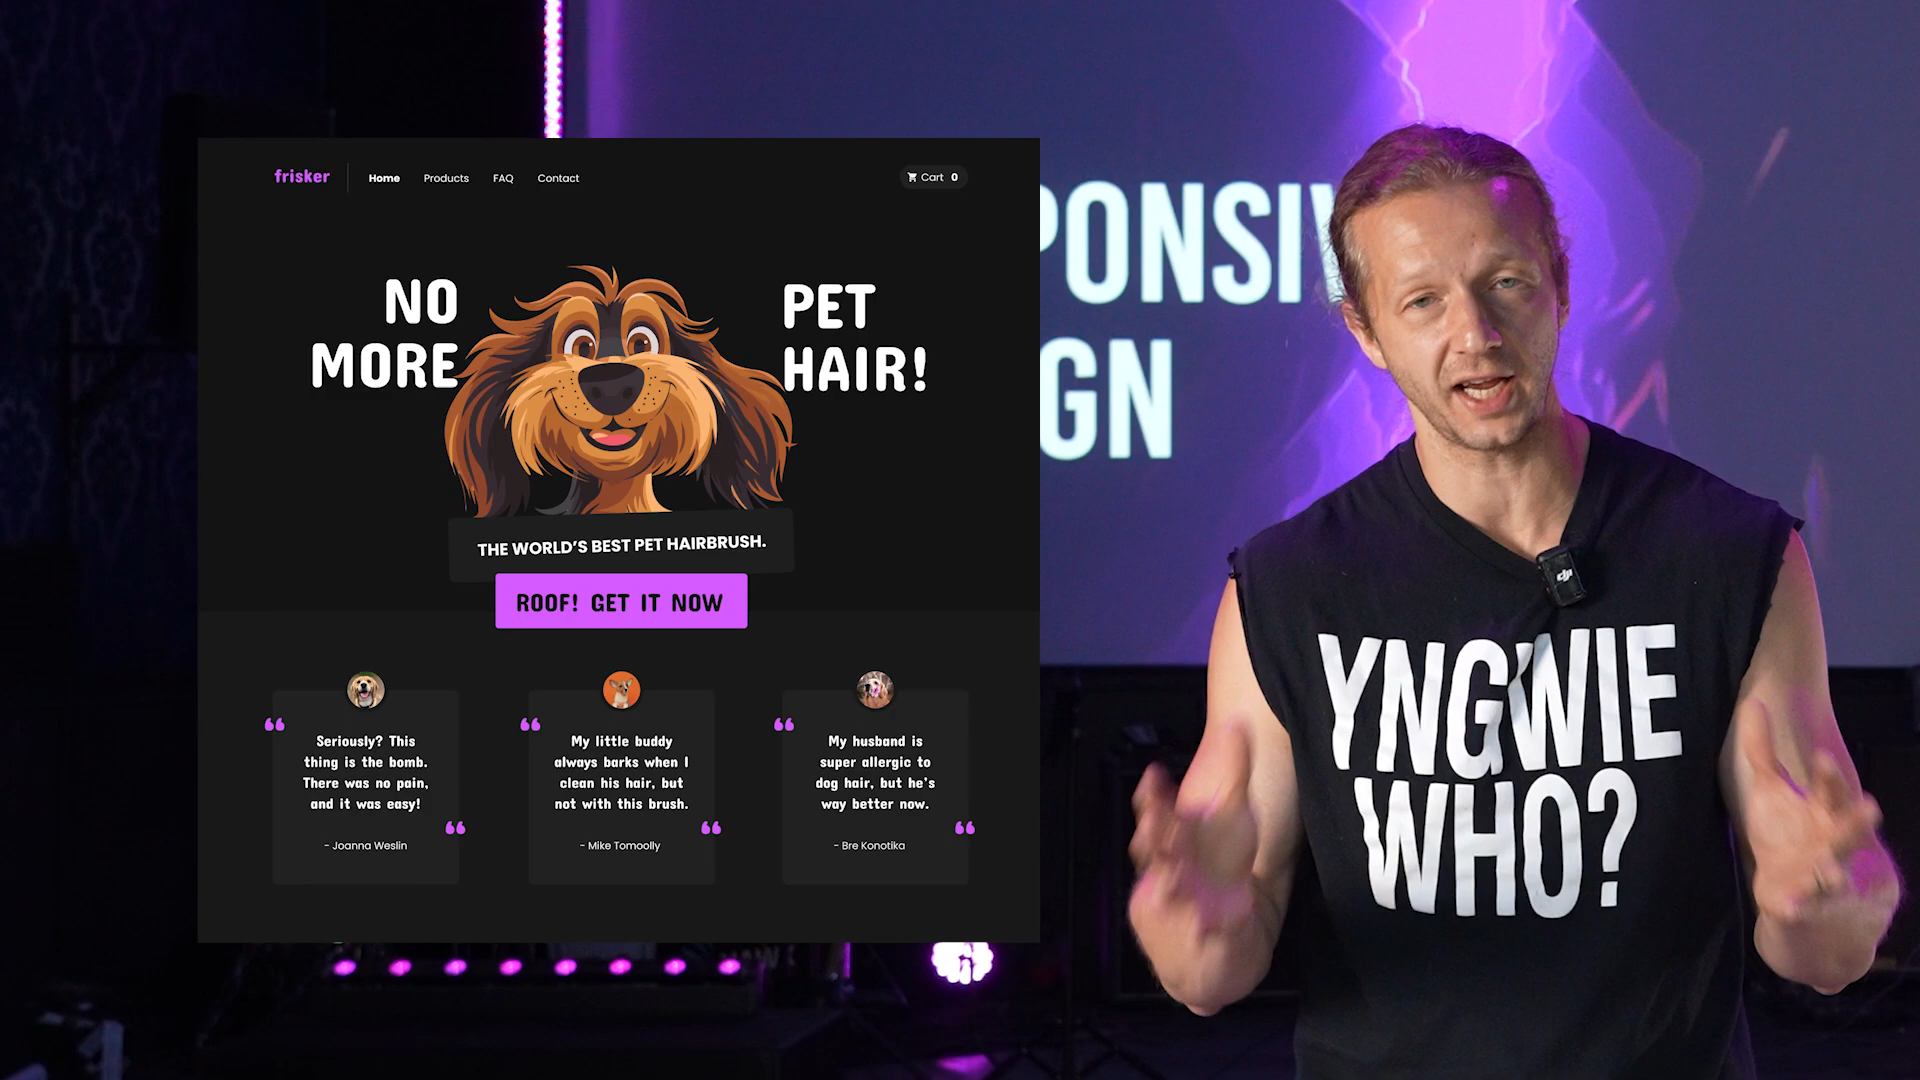 frisker
Home Products FAQ Contact
Cart 0
NO
MORE
PET
HAIR!
THE WORLD'S BEST PET HAIRBRUSH.
ROOF! GET IT NOW
“
Seriously? This
thing is the bomb.
There was no pain,
and it was easy!
“
- Joanna Weslin
“
My little buddy
always barks when I
clean his hair, but
not with this brush.
“
- Mike Tomoolly
“
My husband is
super allergic to
dog hair, but he's
way better now.
“
- Bre Konotika
PONSIV
GN
dji
YNGWIE
WHO?